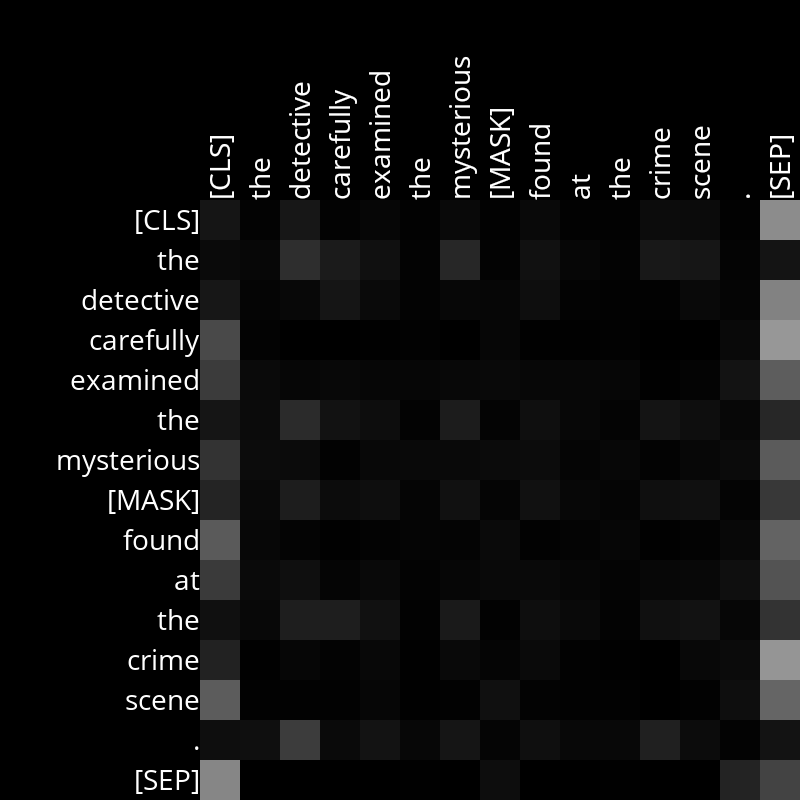 [CLS] the detective carefully examined the mysterious [MASK] found at the crime scene . [SEP]
[CLS]
the
detective
carefully
examined
the
mysterious
[MASK]
found
at
the
crime
scene
.
[SEP]